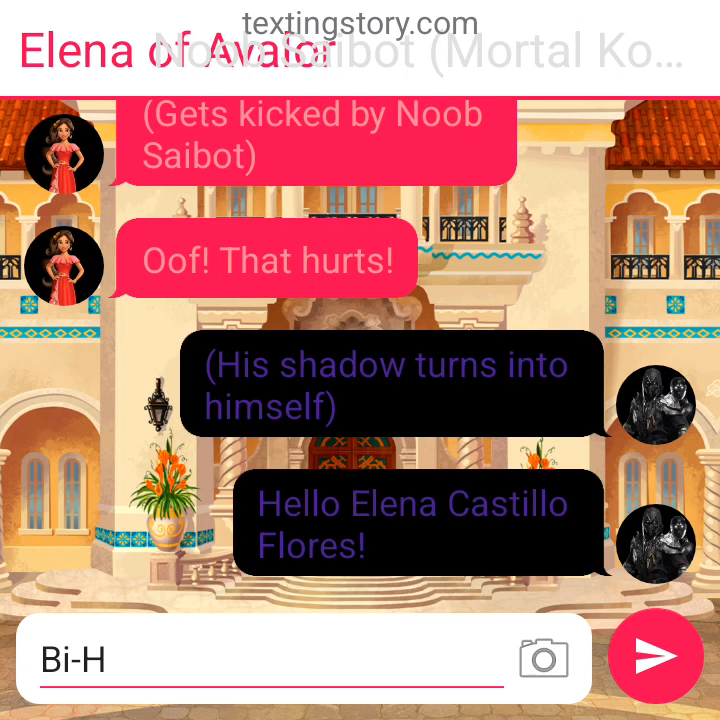 textingstory.com
Elena of Avalor
Noob Saibot (Mortal Ko...
(Gets kicked by Noob
Saibot)
Oof! That hurts!
(His shadow turns into
himself)
Hello Elena Castillo
Flores!
Bi-H